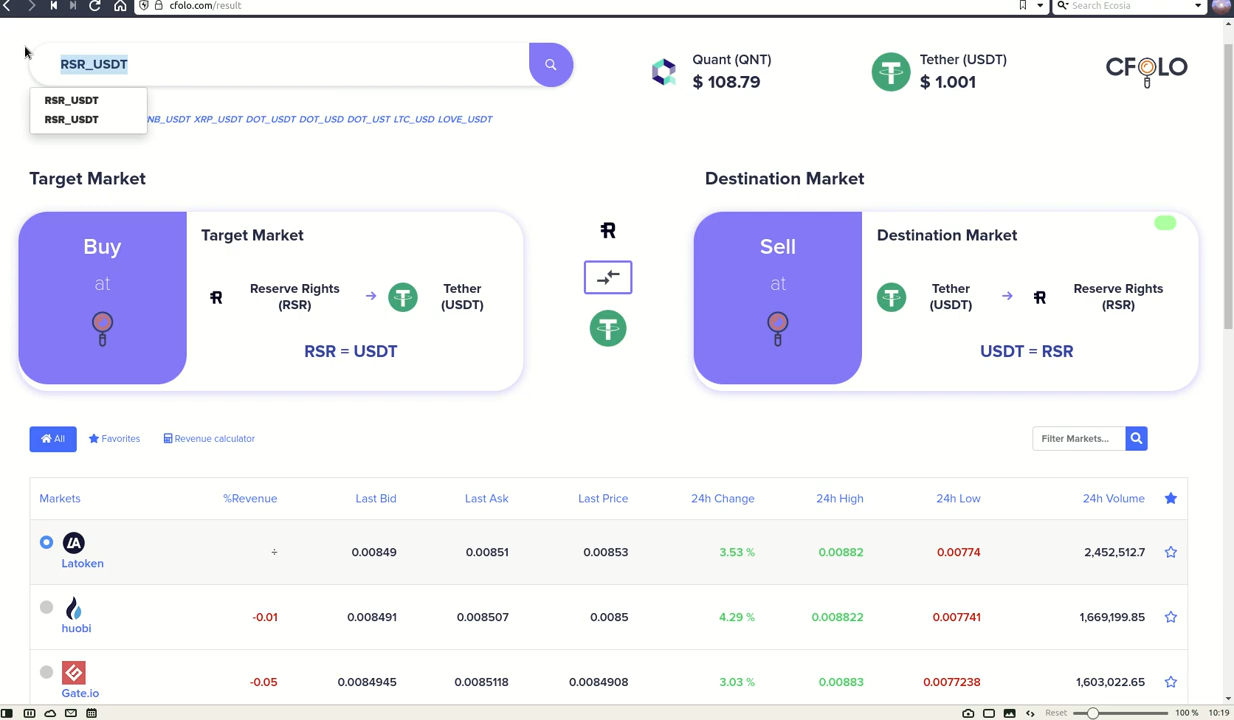 cfolo.com/result
Search Ecosia
RSR_USDT
RSR_USDT
RSR_USDT
NB_USDT XRP_USDT DOT_USDT DOT_USD DOT_UST LTC_USD LOVE_USDT
Quant (QNT)
$ 108.79
Tether (USDT)
$ 1.001
CFOLO
Target Market
Destination Market
Buy
at
Target Market
Reserve Rights
(RSR)
Tether
(USDT)
RSR = USDT
Sell
at
Destination Market
Tether
(USDT)
Reserve Rights
(RSR)
USDT = RSR
All Favorites Revenue calculator
Filter Markets...
Markets %Revenue Last Bid Last Ask Last Price 24h Change 24h High 24h Low 24h Volume
Latoken ÷ 0.00849 0.00851 0.00853 3.53 % 0.00882 0.00774 2,452,512.7
huobi -0.01 0.008491 0.008507 0.0085 4.29 % 0.008822 0.007741 1,669,199.85
Gate.io -0.05 0.0084945 0.0085118 0.0084908 3.03 % 0.00883 0.0077238 1,603,022.65
Reset 100 % 10:19